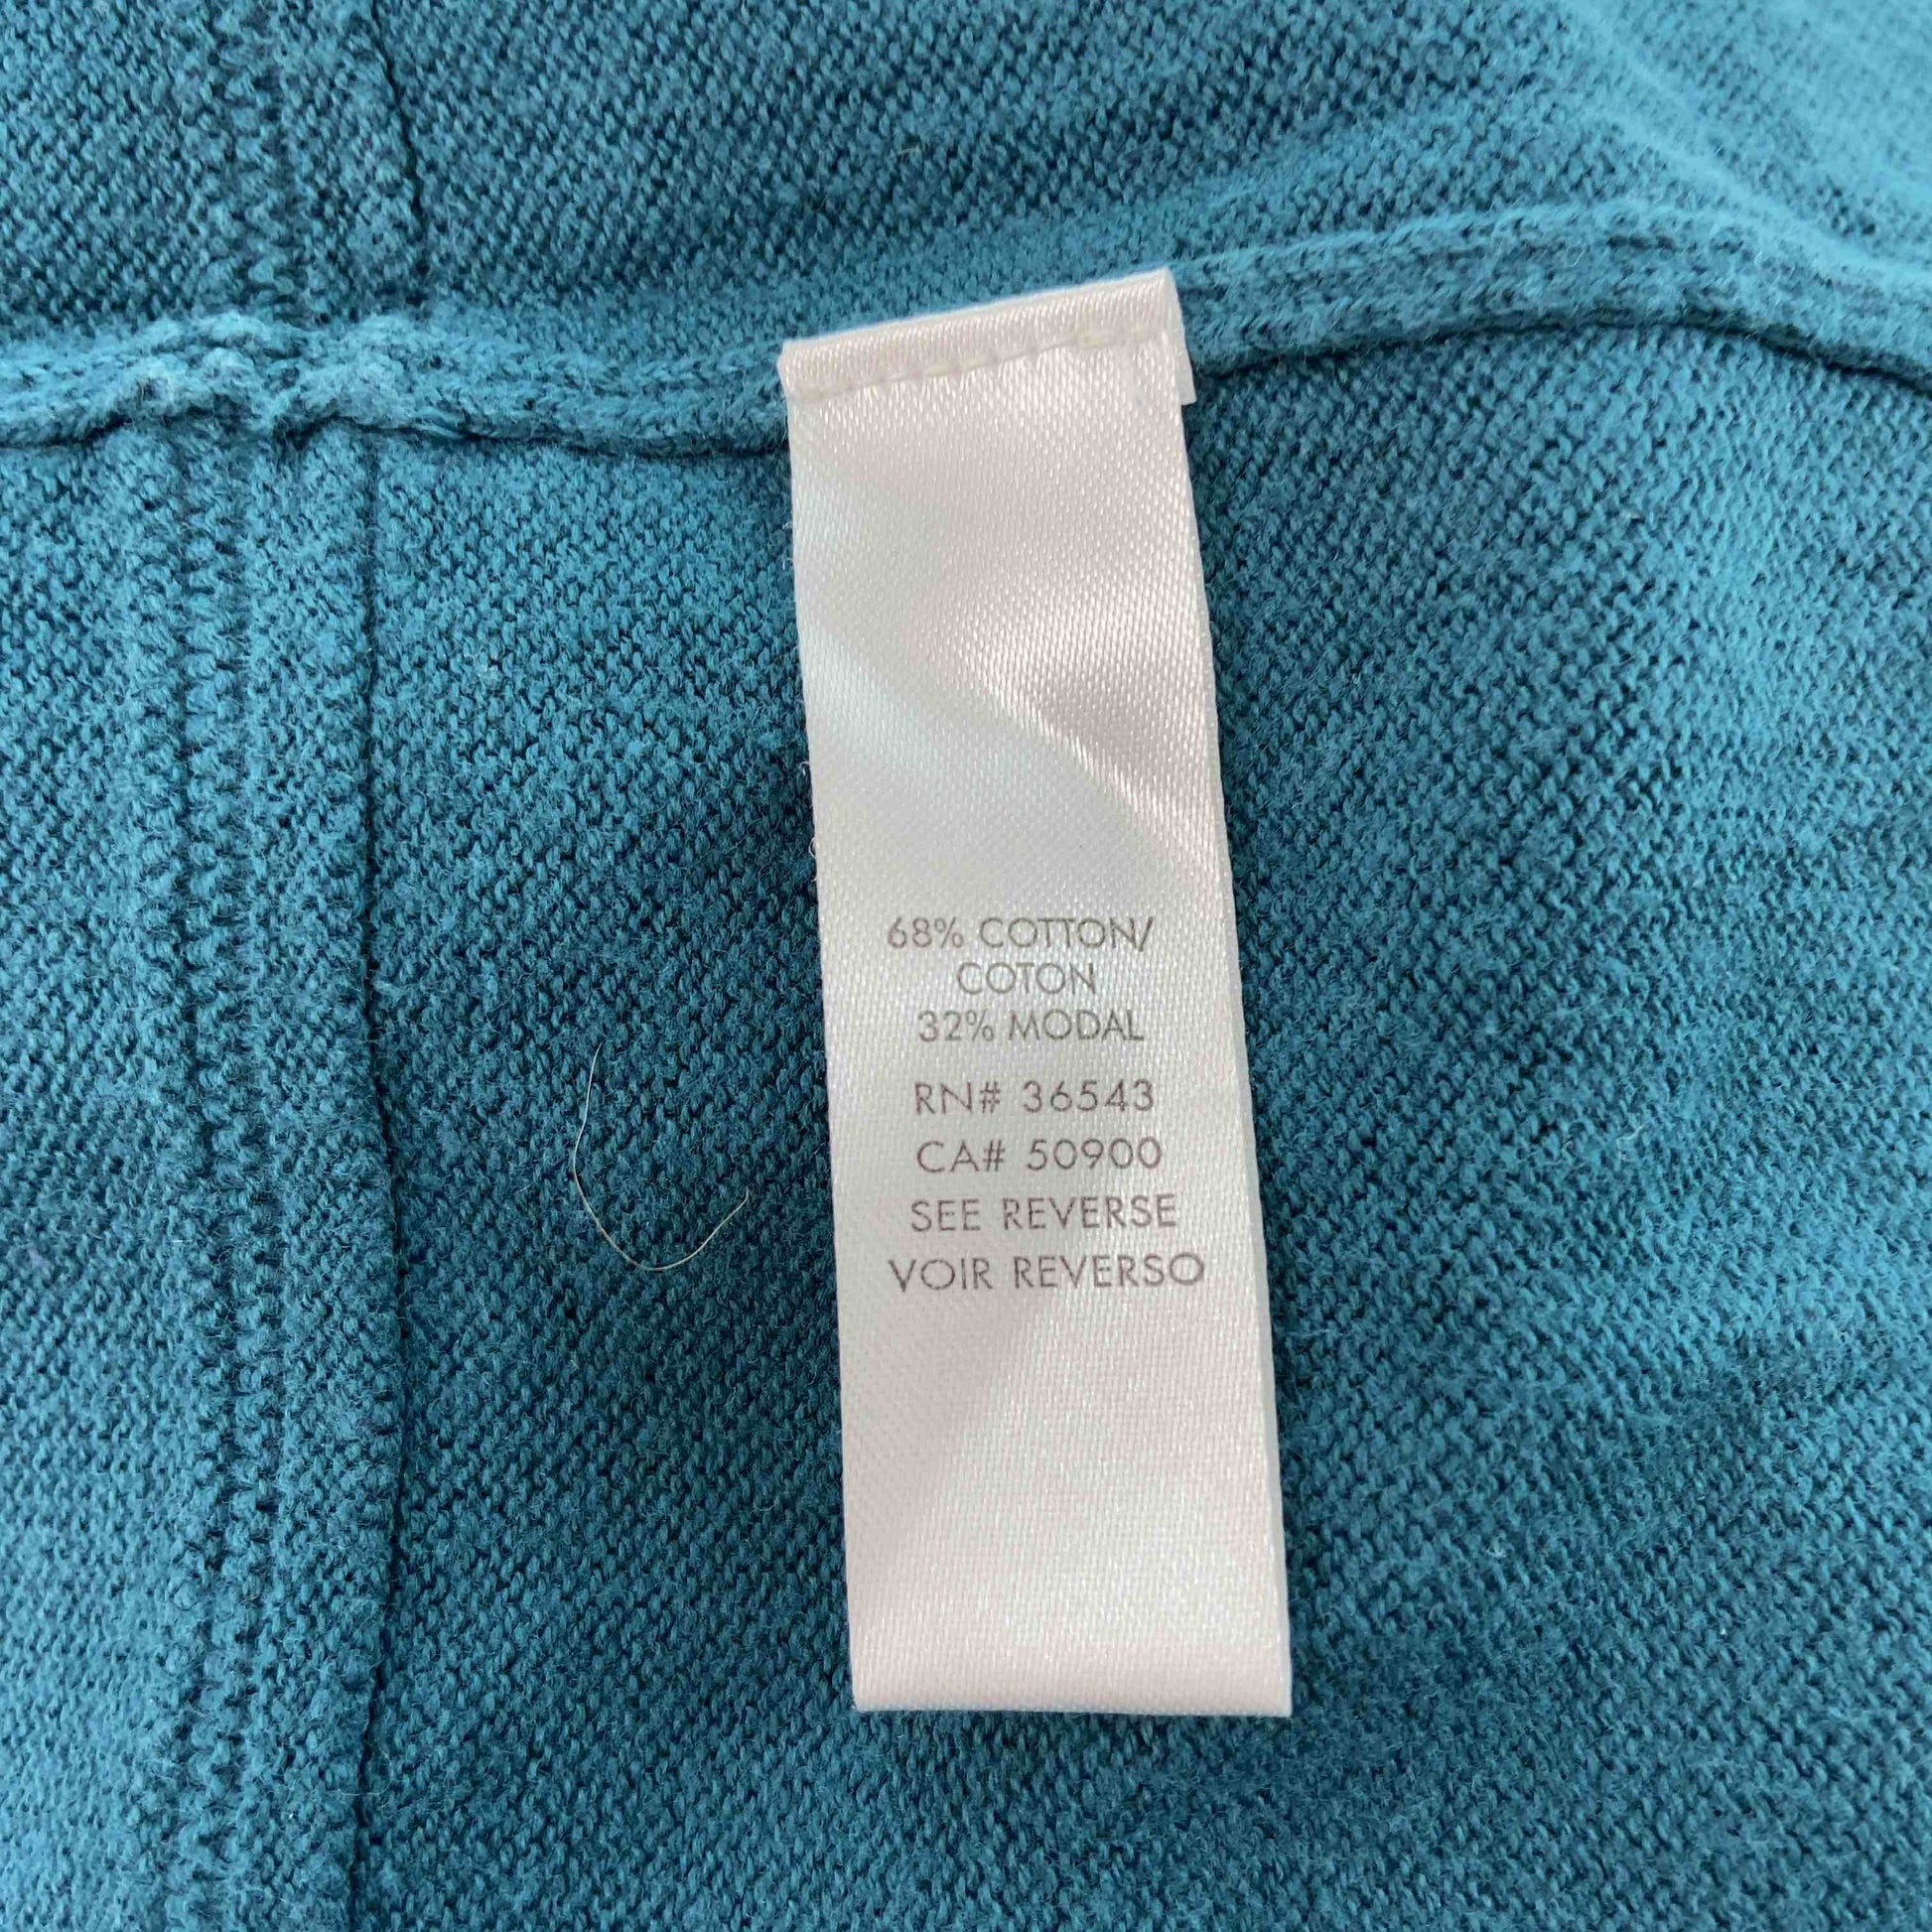 68% COTTON/
COTON
32% MODAL
RN# 36543
CA# 50900
SEE REVERSE
VOIR REVERSO